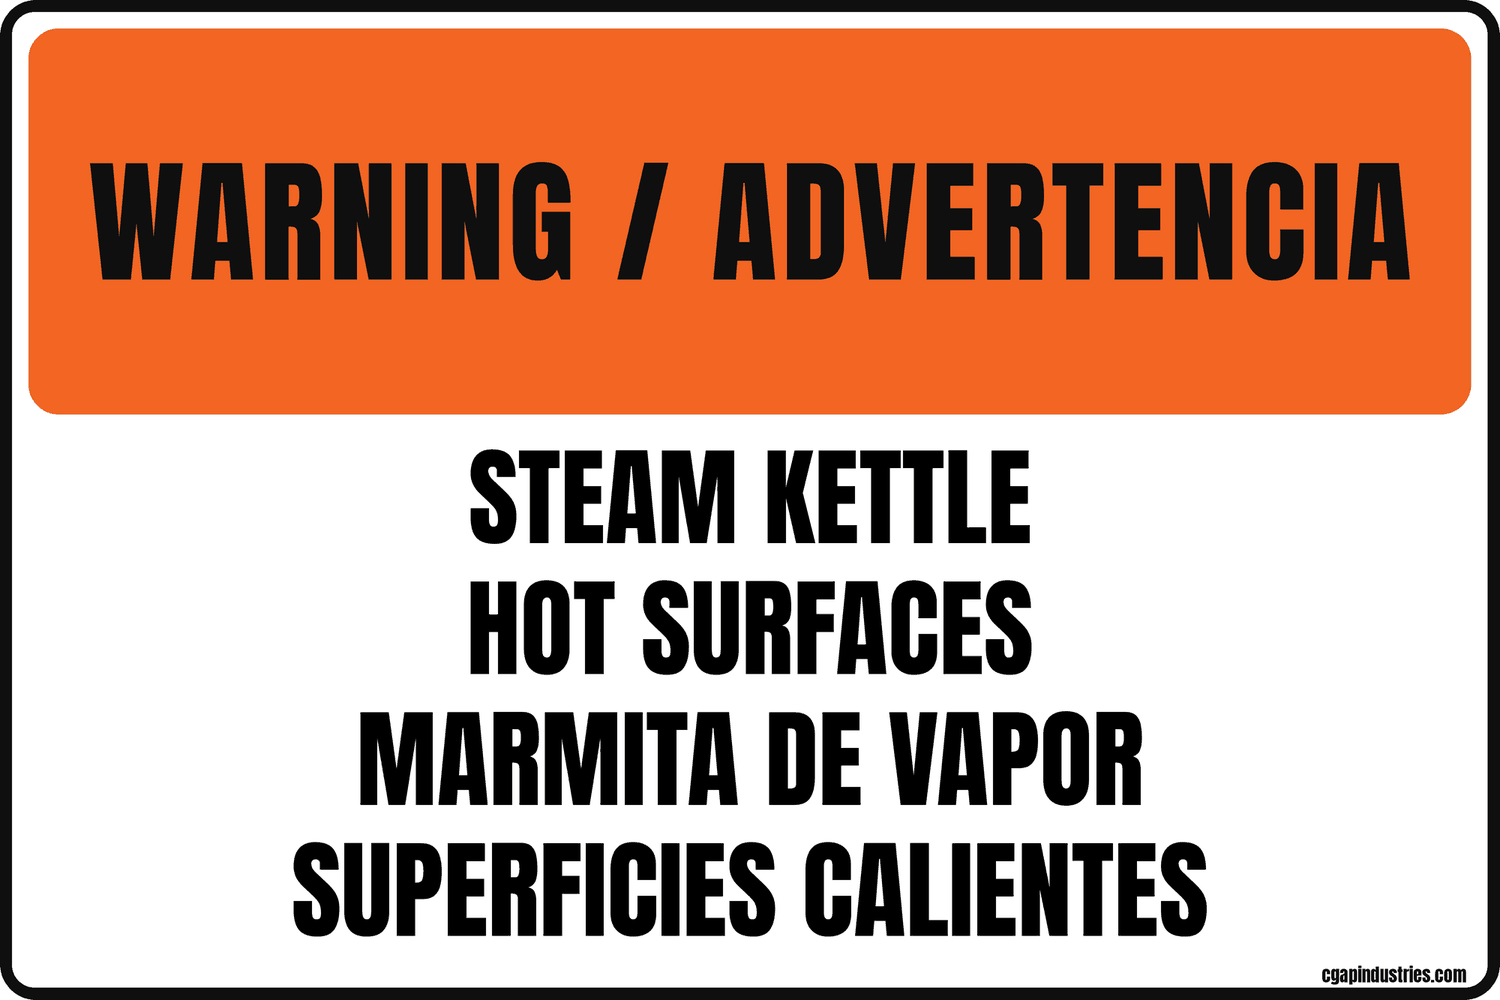 WARNING / ADVERTENCIA
STEAM KETTLE
HOT SURFACES
MARMITA DE VAPOR
SUPERFICIES CALIENTES
cgapindustries.com